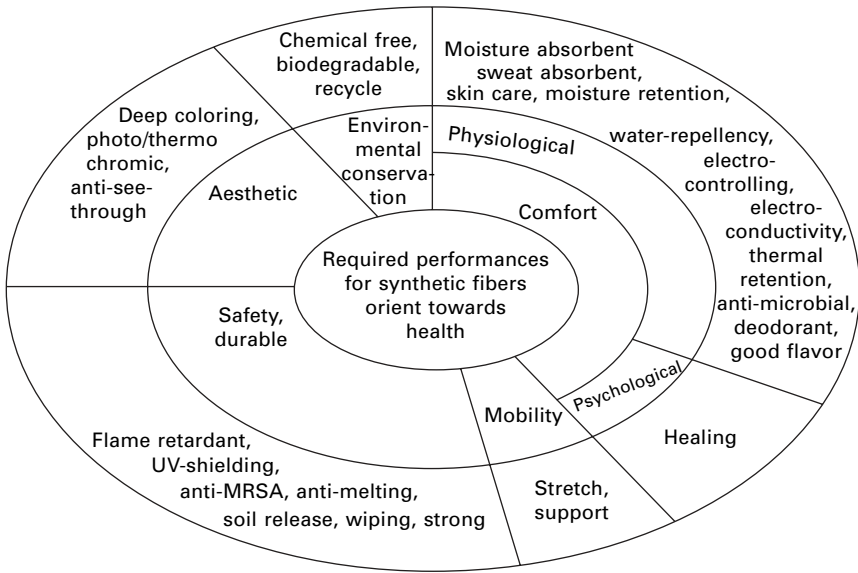 Chemical free,
biodegradable,
recycle
Moisture absorbent
sweat absorbent,
skin care, moisture retention,
water-repellency,
electro-
controlling,
electro-
conductivity,
thermal
retention,
anti-microbial,
deodorant,
good flavor
Deep coloring,
photo/thermo
chromic,
anti-see-
through
Aesthetic
Environ-
mental
conserva-
tion
Physiological
Comfort
Required performances
for synthetic fibers
orient towards
health
Safety,
durable
Mobility
Psychological
Healing
Flame retardant,
UV-shielding,
anti-MRSA, anti-melting,
soil release, wiping, strong
Stretch,
support